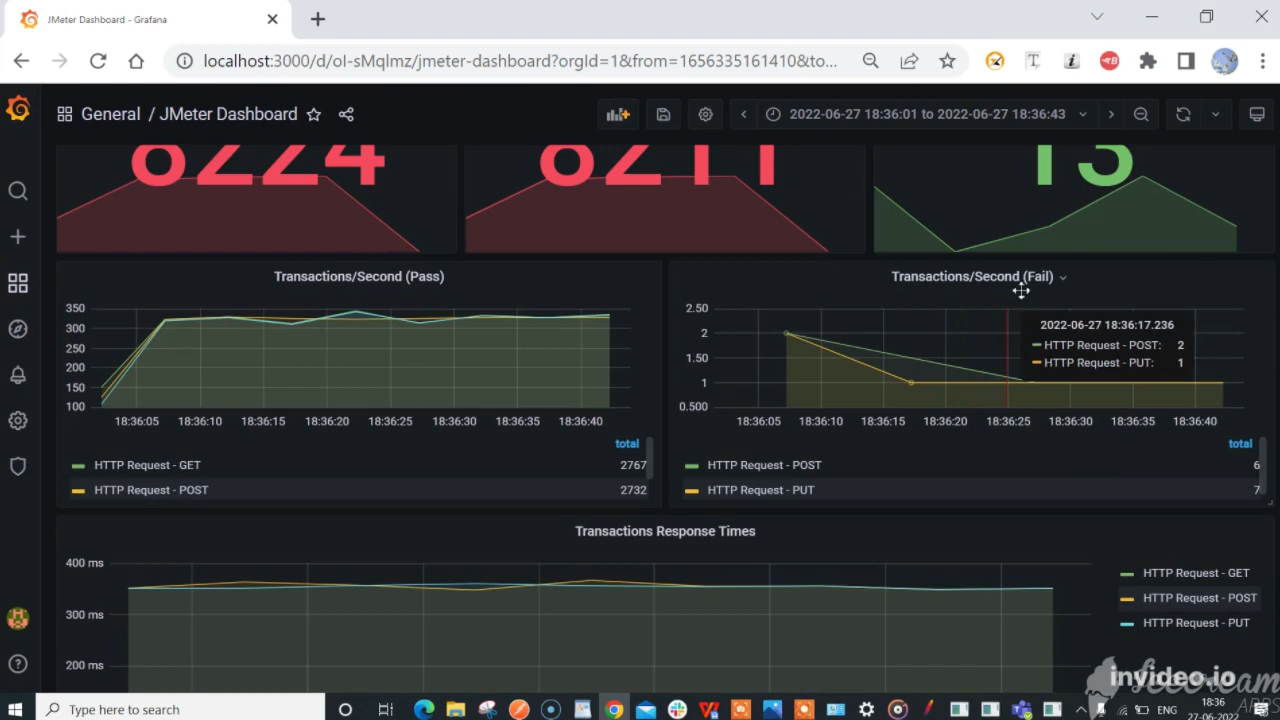 JMeter Dashboard - Grafana
localhost:3000/d/oI-sMqlmz/jmeter-dashboard?orgId=1&from=1656335161410&to...
General / JMeter Dashboard
2022-06-27 18:36:01 to 2022-06-27 18:36:43
8224 8211 13
Transactions/Second (Pass)
350
300
250
200
150
100
18:36:05 18:36:10 18:36:15 18:36:20 18:36:25 18:36:30 18:36:35 18:36:40
total
HTTP Request - GET 2767
HTTP Request - POST 2732
Transactions/Second (Fail)
2.50
2
1.50
1
0.500
2022-06-27 18:36:17.236
HTTP Request - POST: 2
HTTP Request - PUT: 1
18:36:05 18:36:10 18:36:15 18:36:20 18:36:25 18:36:30 18:36:35 18:36:40
total
HTTP Request - POST 6
HTTP Request - PUT 7
Transactions Response Times
400 ms
300 ms
200 ms
HTTP Request - GET
HTTP Request - POST
HTTP Request - PUT
invideo.io
Type here to search
ENG
18:36
27-06-2022